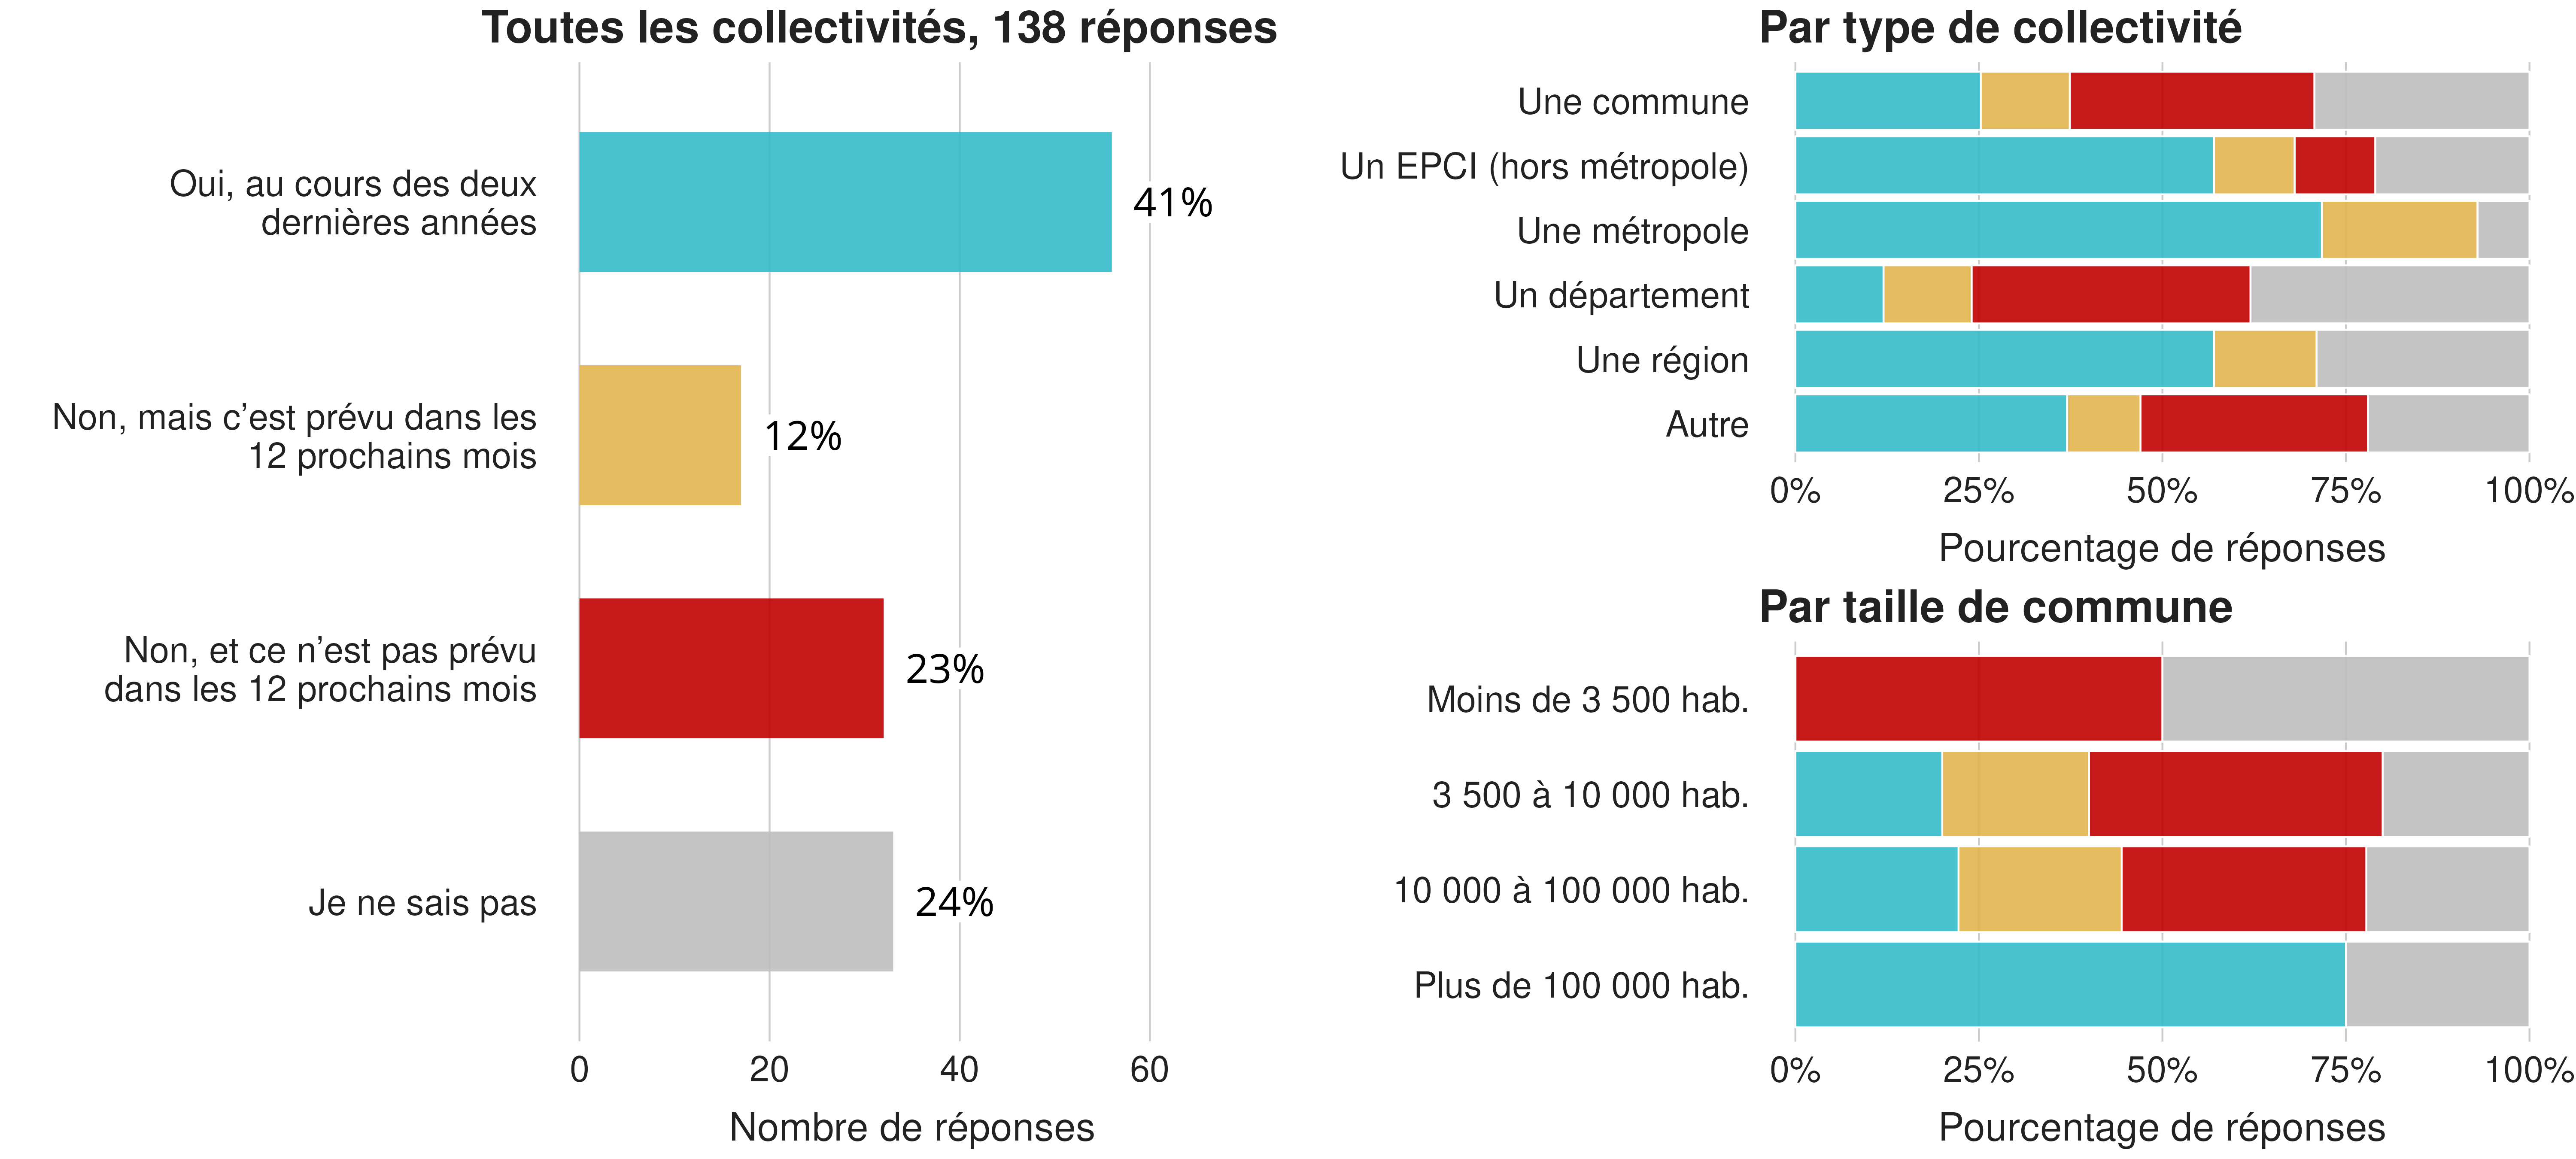 Toutes les collectivités, 138 réponses
Oui, au cours des deux
dernières années
41%
Non, mais c’est prévu dans les
12 prochains mois
12%
Non, et ce n’est pas prévu
dans les 12 prochains mois
23%
Je ne sais pas
24%
0 20 40 60
Nombre de réponses
Par type de collectivité
Une commune
Un EPCI (hors métropole)
Une métropole
Un département
Une région
Autre
0% 25% 50% 75% 100%
Pourcentage de réponses
Par taille de commune
Moins de 3 500 hab.
3 500 à 10 000 hab.
10 000 à 100 000 hab.
Plus de 100 000 hab.
0% 25% 50% 75% 100%
Pourcentage de réponses